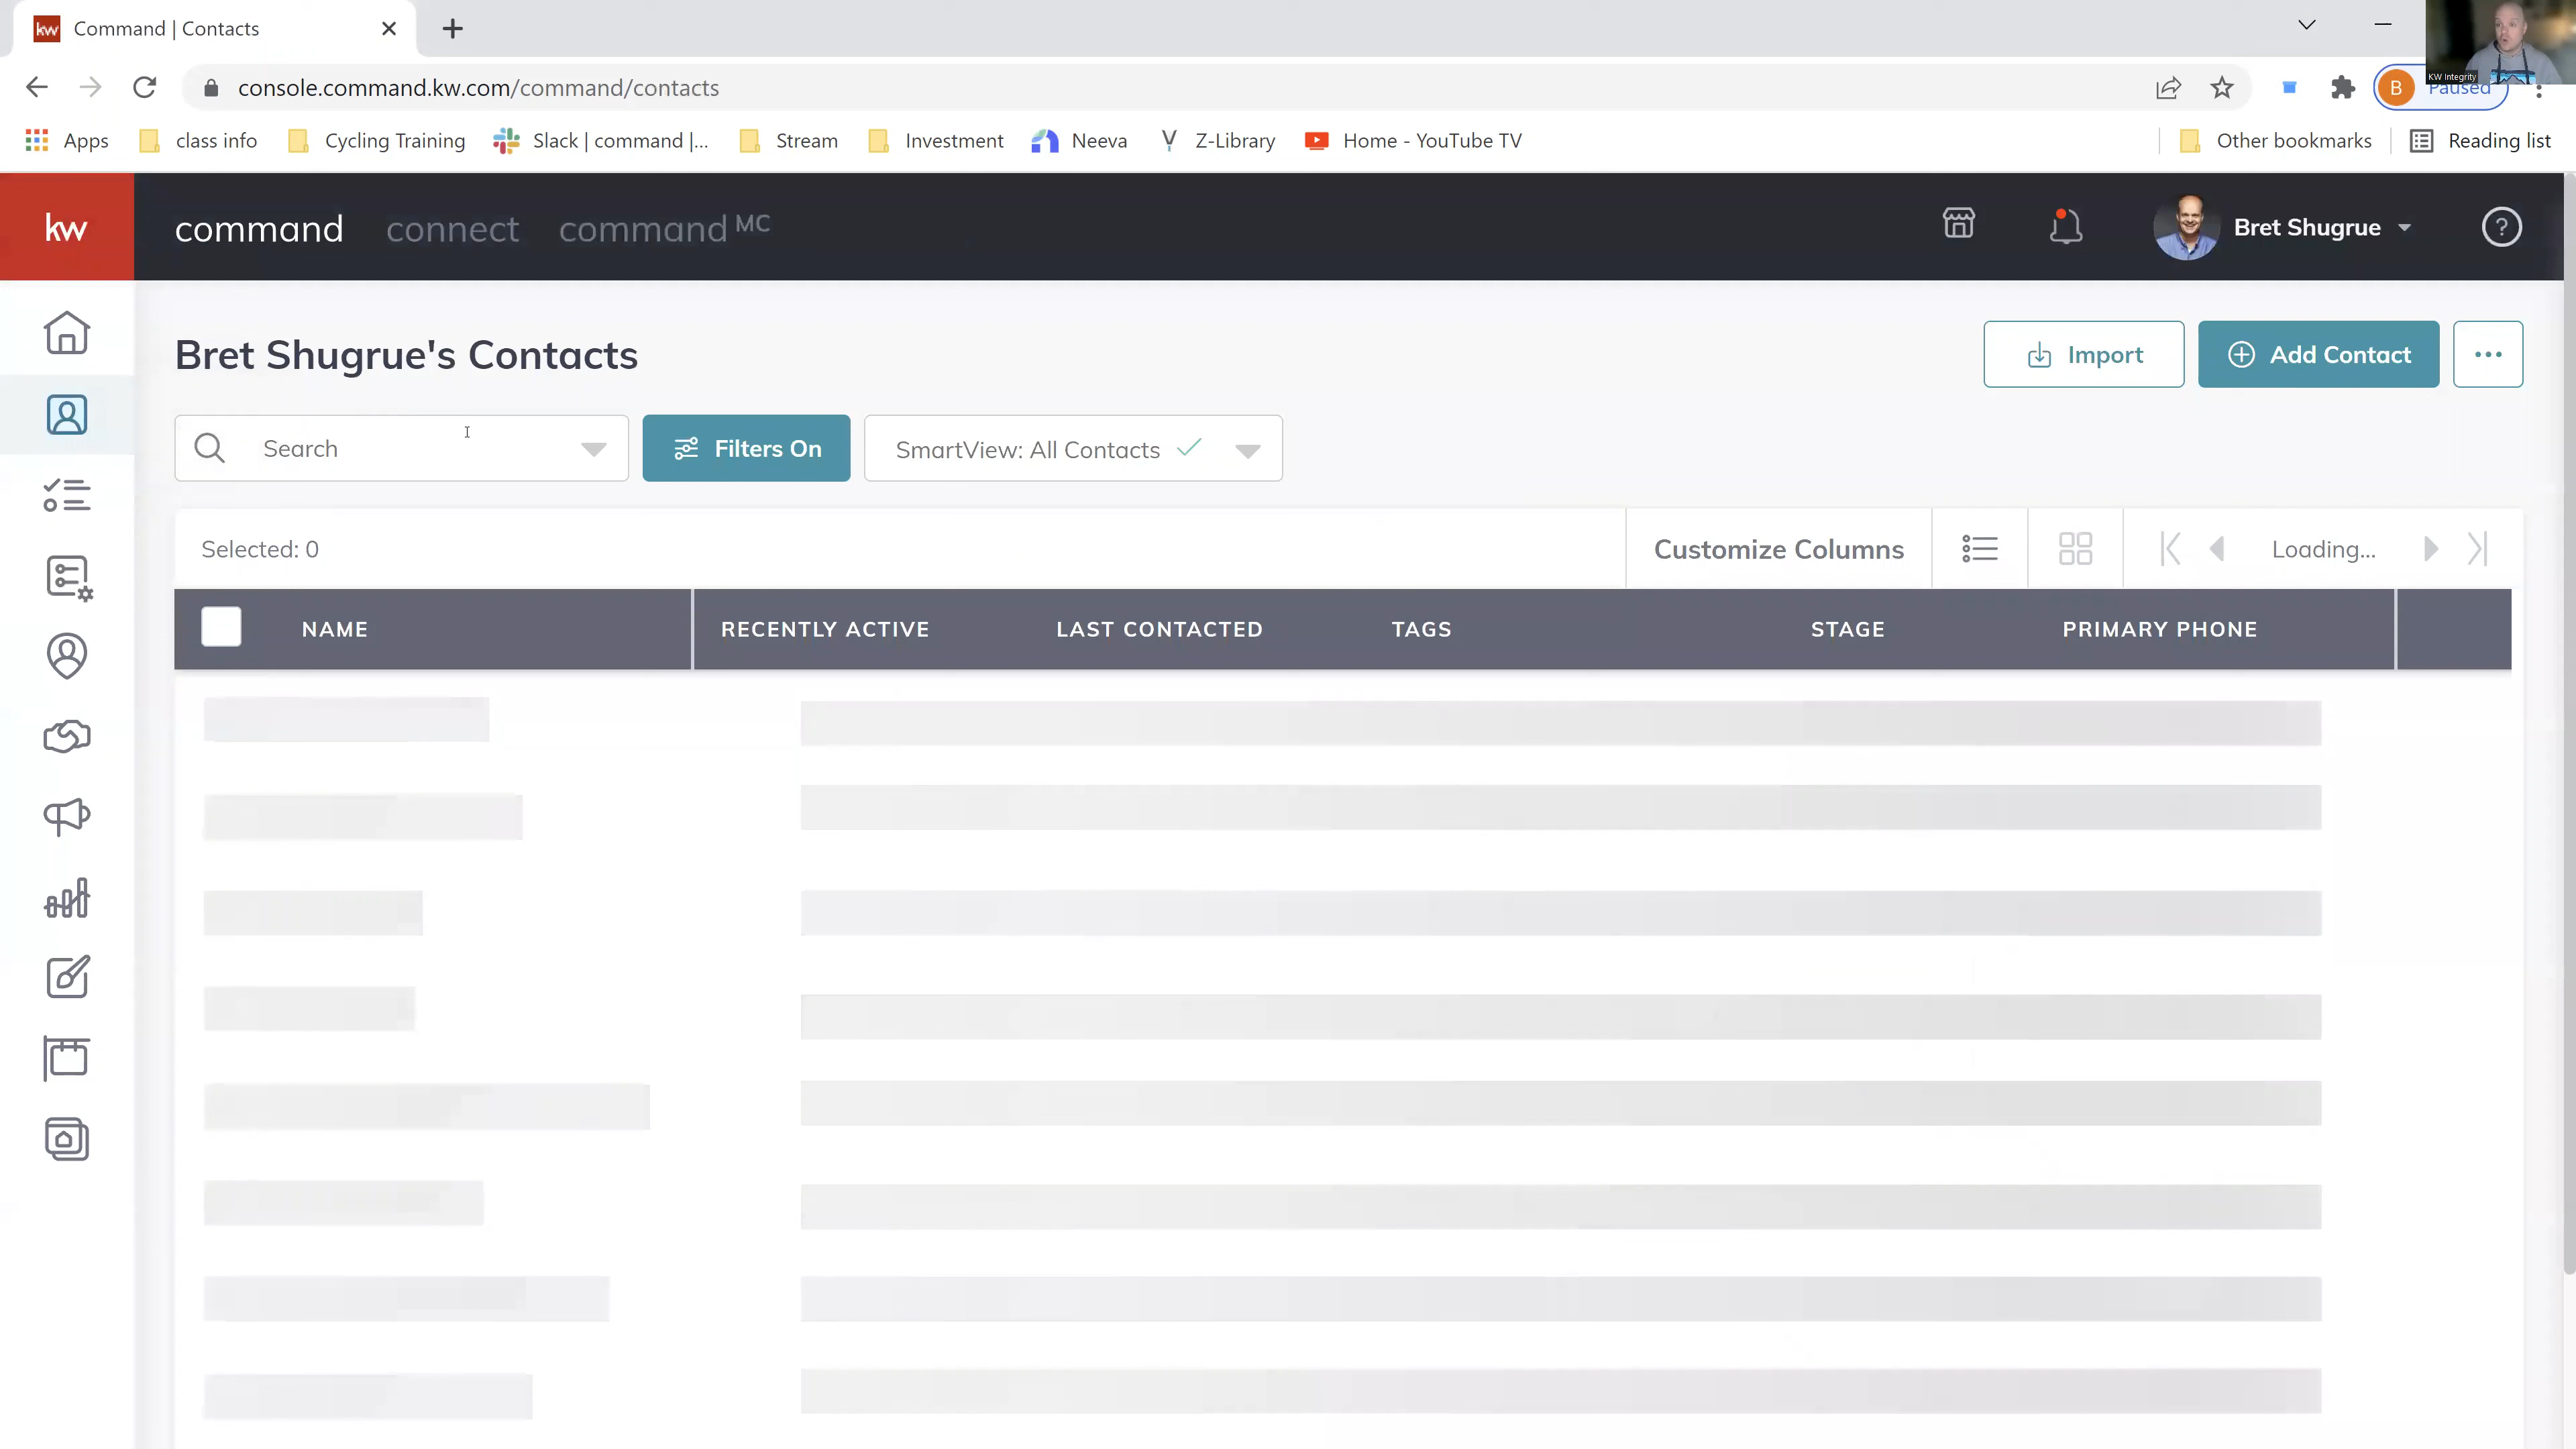 kw Command | Contacts
console.command.kw.com/command/contacts
B Paused
KW Integrity
Apps class info Cycling Training Slack | command |... Stream Investment Neeva Z-Library Home - YouTube TV Other bookmarks Reading list
kw command connect command MC Bret Shugrue ?
Bret Shugrue's Contacts
Import Add Contact
Search Filters On SmartView: All Contacts
Selected: 0 Customize Columns Loading...
NAME RECENTLY ACTIVE LAST CONTACTED TAGS STAGE PRIMARY PHONE